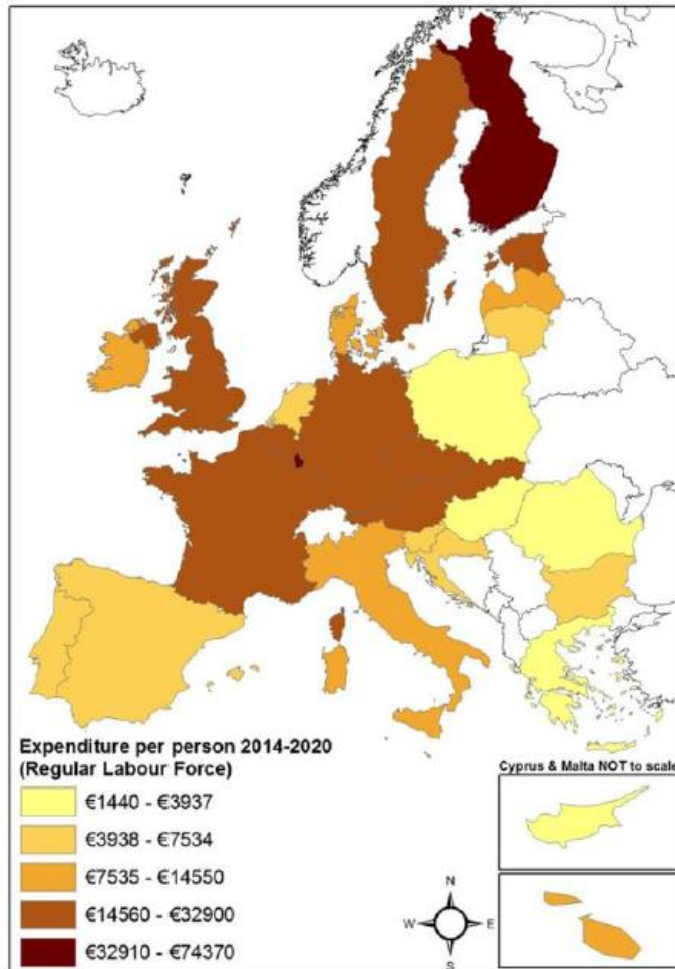 Expenditure per person 2014-2020
(Regular Labour Force)
€1440 - €3937
€3938 - €7534
€7535 - €14550
€14560 - €32900
€32910 - €74370
Cyprus & Malta NOT to scale
N
W E
S